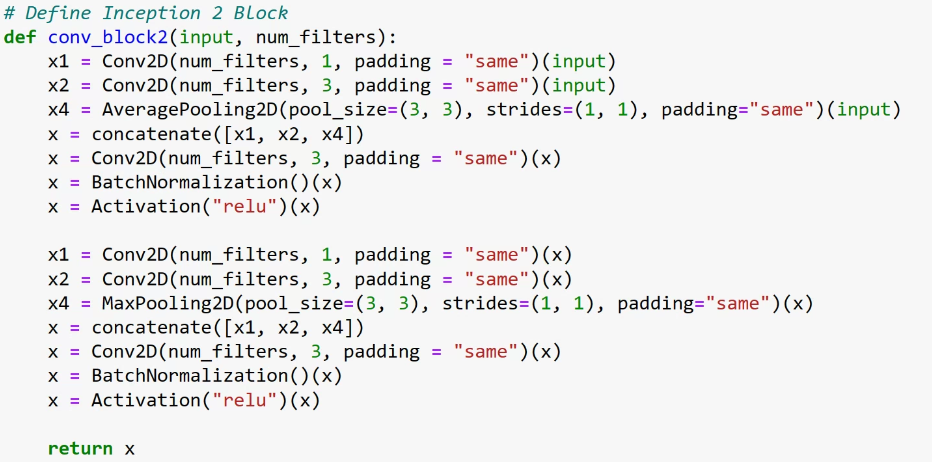 # Define Inception 2 Block
def conv_block2(input, num_filters):
    x1 = Conv2D(num_filters, 1, padding = "same")(input)
    x2 = Conv2D(num_filters, 3, padding = "same")(input)
    x4 = AveragePooling2D(pool_size=(3, 3), strides=(1, 1), padding="same")(input)
    x = concatenate([x1, x2, x4])
    x = Conv2D(num_filters, 3, padding = "same")(x)
    x = BatchNormalization()(x)
    x = Activation("relu")(x)

    x1 = Conv2D(num_filters, 1, padding = "same")(x)
    x2 = Conv2D(num_filters, 3, padding = "same")(x)
    x4 = MaxPooling2D(pool_size=(3, 3), strides=(1, 1), padding="same")(x)
    x = concatenate([x1, x2, x4])
    x = Conv2D(num_filters, 3, padding = "same")(x)
    x = BatchNormalization()(x)
    x = Activation("relu")(x)

    return x